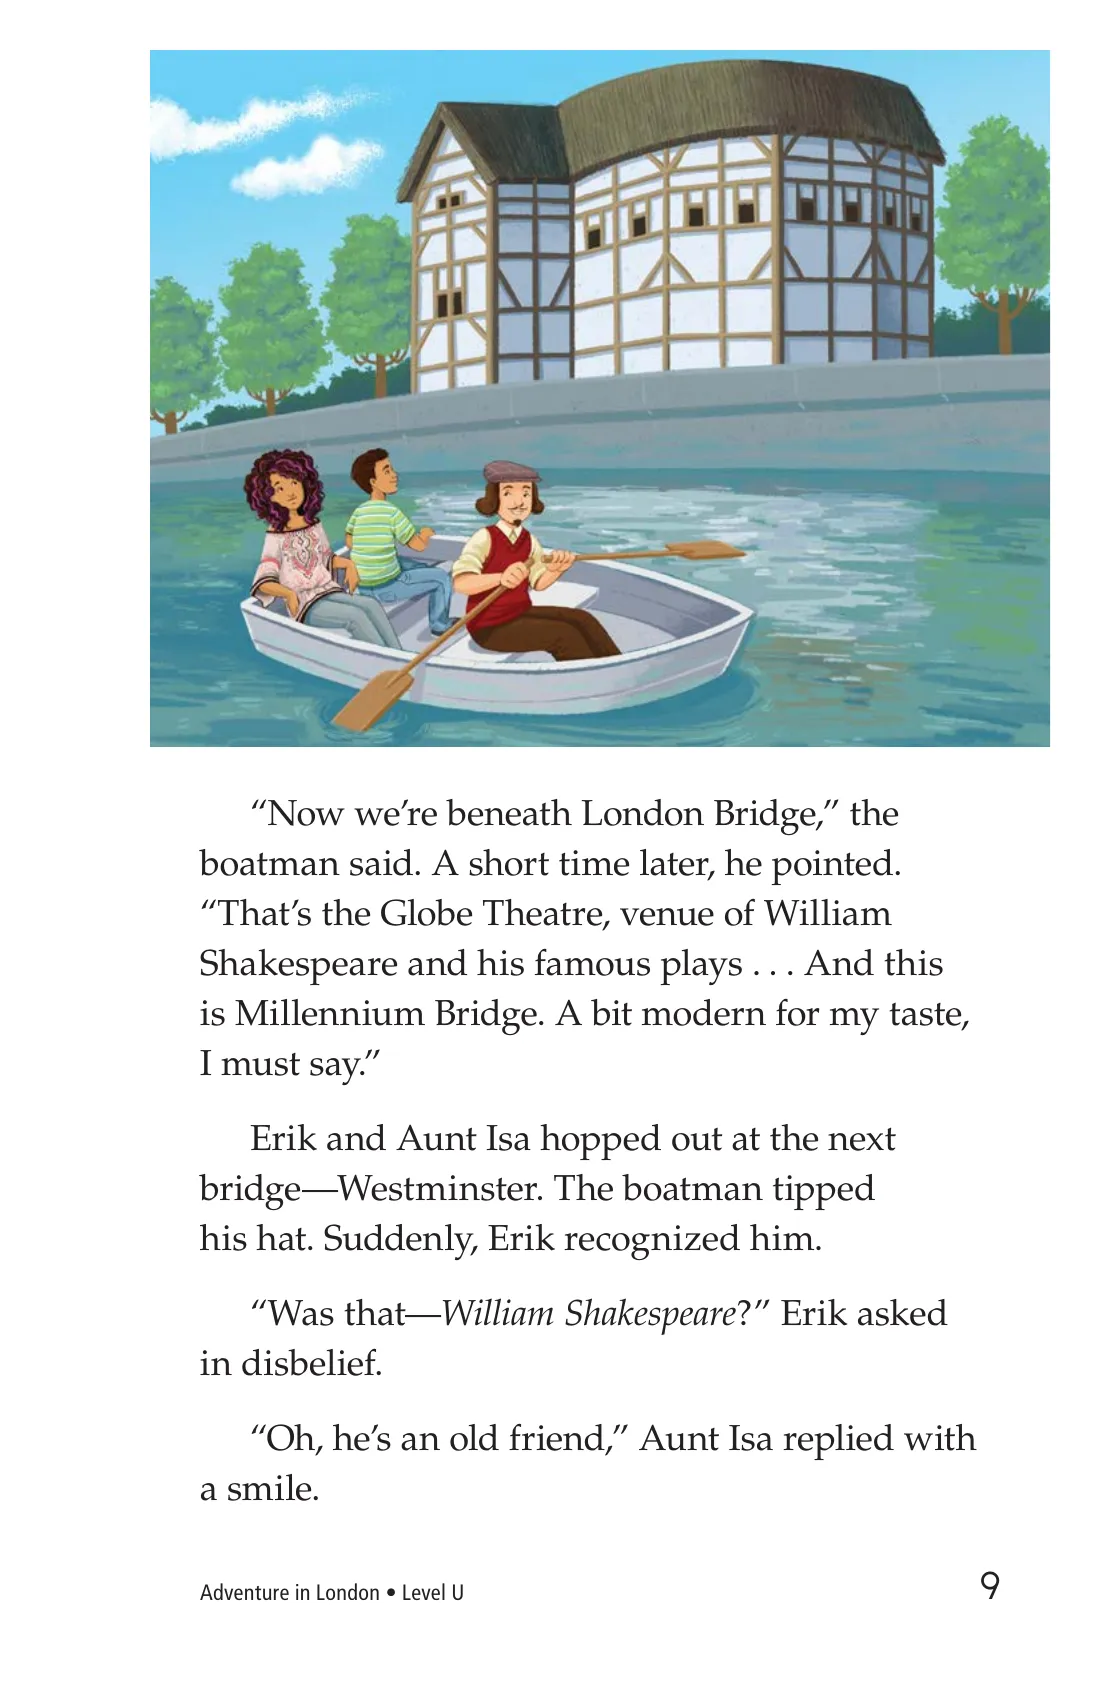 “Now we’re beneath London Bridge,” the
boatman said. A short time later, he pointed.
“That’s the Globe Theatre, venue of William
Shakespeare and his famous plays . . . And this
is Millennium Bridge. A bit modern for my taste,
I must say.”
Erik and Aunt Isa hopped out at the next
bridge—Westminster. The boatman tipped
his hat. Suddenly, Erik recognized him.
“Was that—William Shakespeare?” Erik asked
in disbelief.
“Oh, he’s an old friend,” Aunt Isa replied with
a smile.
Adventure in London • Level U
9